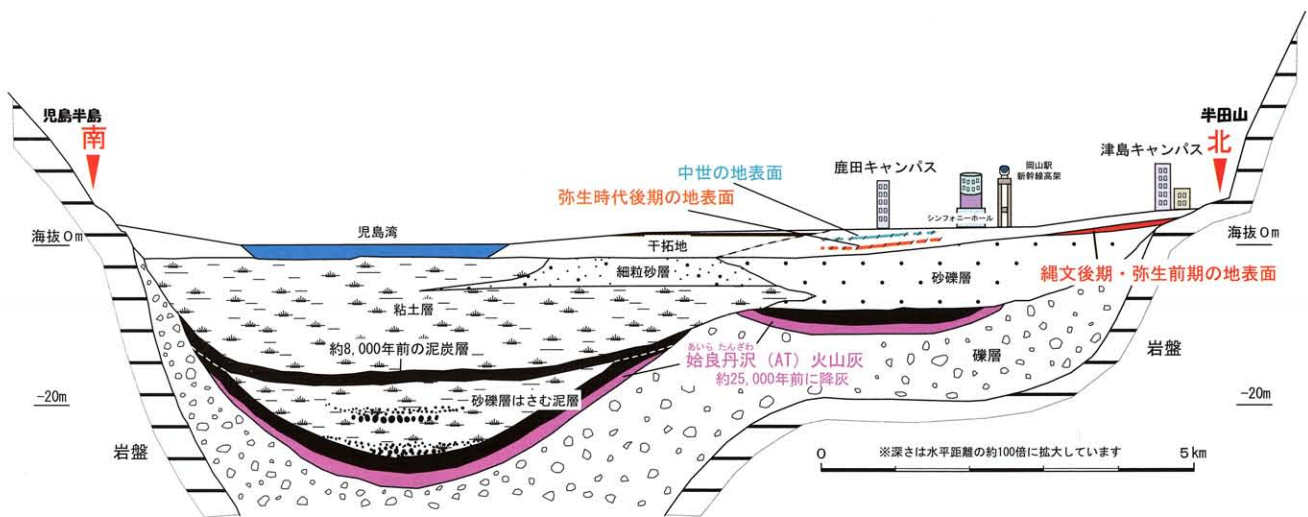 児島半島
南
半田山
北
津島キャンパス
岡山駅
新幹線高架
鹿田キャンパス
中世の地表面
弥生時代後期の地表面
シンフォニーホール
児島湾
海抜0m
海抜0m
干拓地
縄文後期・弥生前期の地表面
細粒砂層
砂礫層
粘土層
約8,000年前の泥炭層
あいら たんざわ
姶良丹沢（AT）火山灰
約25,000年前に降灰
礫層
岩盤
砂礫層はさむ泥層
-20m
-20m
岩盤
※深さは水平距離の約100倍に拡大しています
0
5km